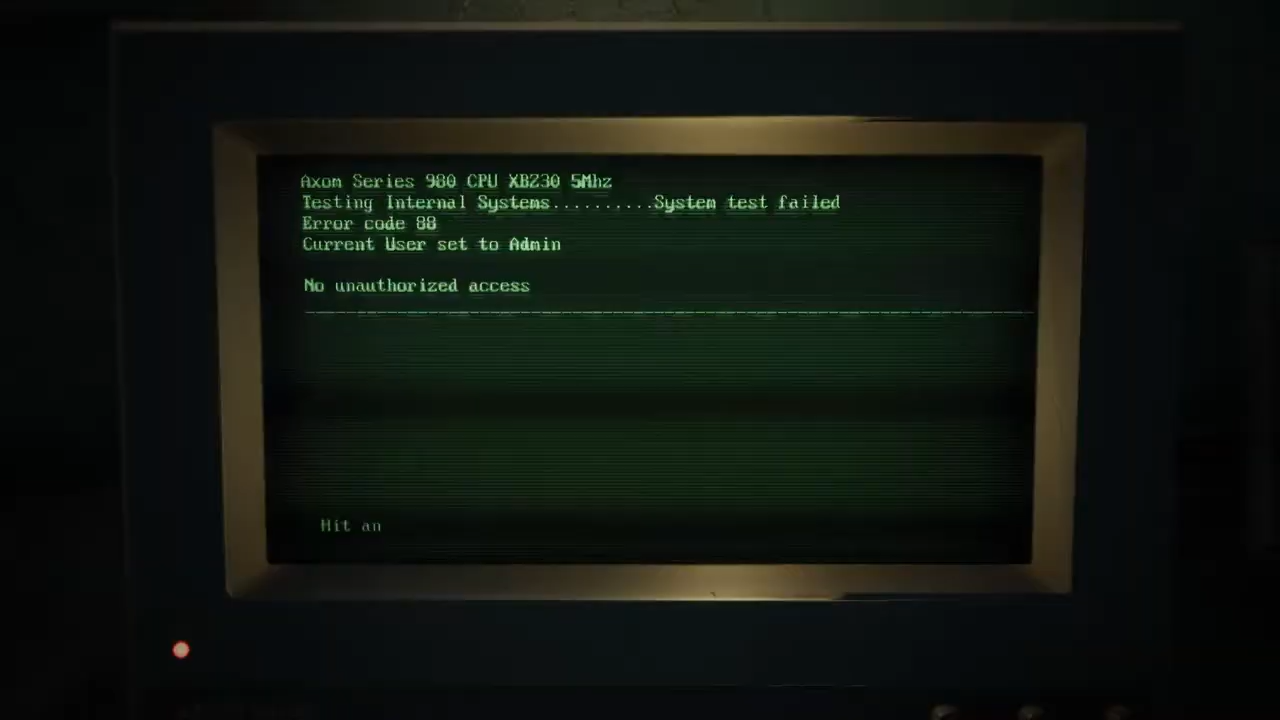 Axom Series 980 CPU XB230 5Mhz
Testing Internal Systems..........System test failed
Error code 88
Current User set to Admin
No unauthorized access
Hit an